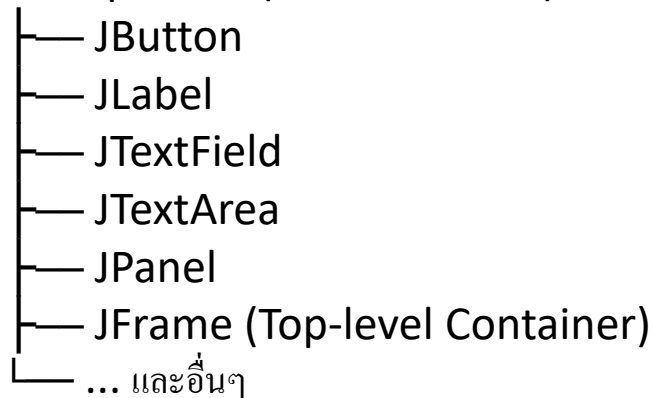 ├── JButton
├── JLabel
├── JTextField
├── JTextArea
├── JPanel
├── JFrame (Top-level Container)
└── ... และอื่นๆ